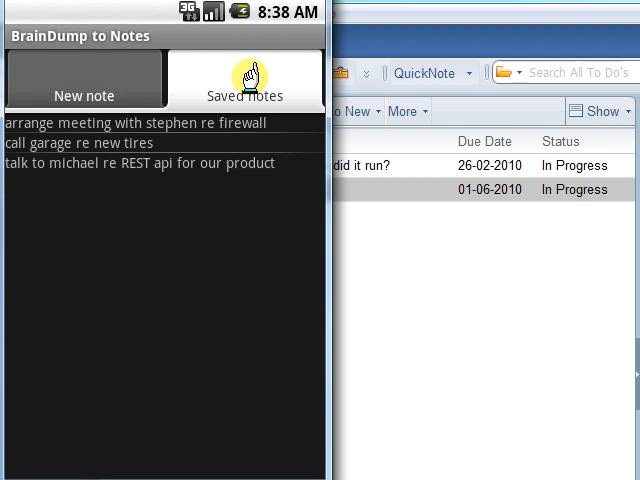 3G 8:38 AM
BrainDump to Notes
New note
Saved notes
arrange meeting with stephen re firewall
call garage re new tires
talk to michael re REST api for our product
QuickNote
Search All To Do's
o New
More
Show
Due Date
Status
did it run?
26-02-2010
In Progress
01-06-2010
In Progress